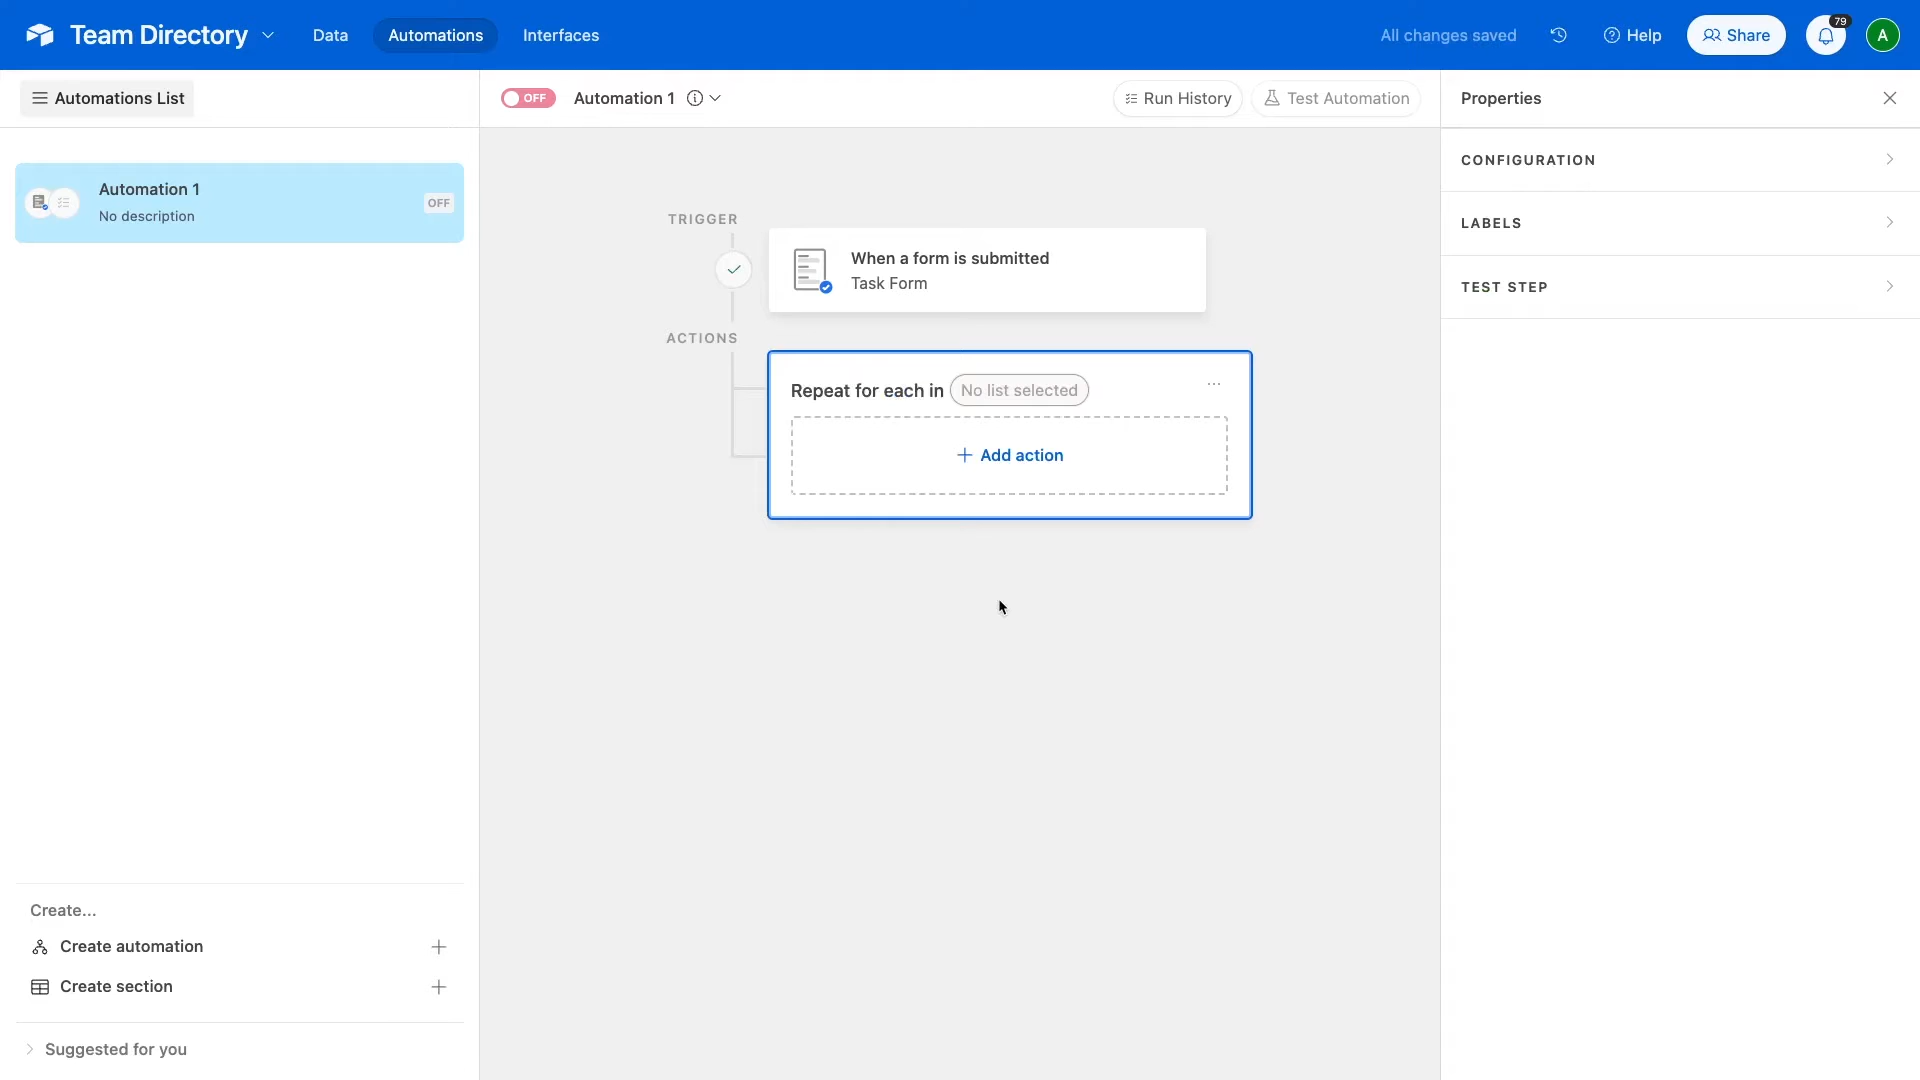 Team Directory
Data
Automations
Interfaces
All changes saved
Help
Share
79
A
Automations List
OFF
Automation 1
Run History
Test Automation
Properties
Automation 1
No description
OFF
TRIGGER
When a form is submitted
Task Form
ACTIONS
Repeat for each in No list selected
Add action
CONFIGURATION
LABELS
TEST STEP
Create...
Create automation
Create section
Suggested for you